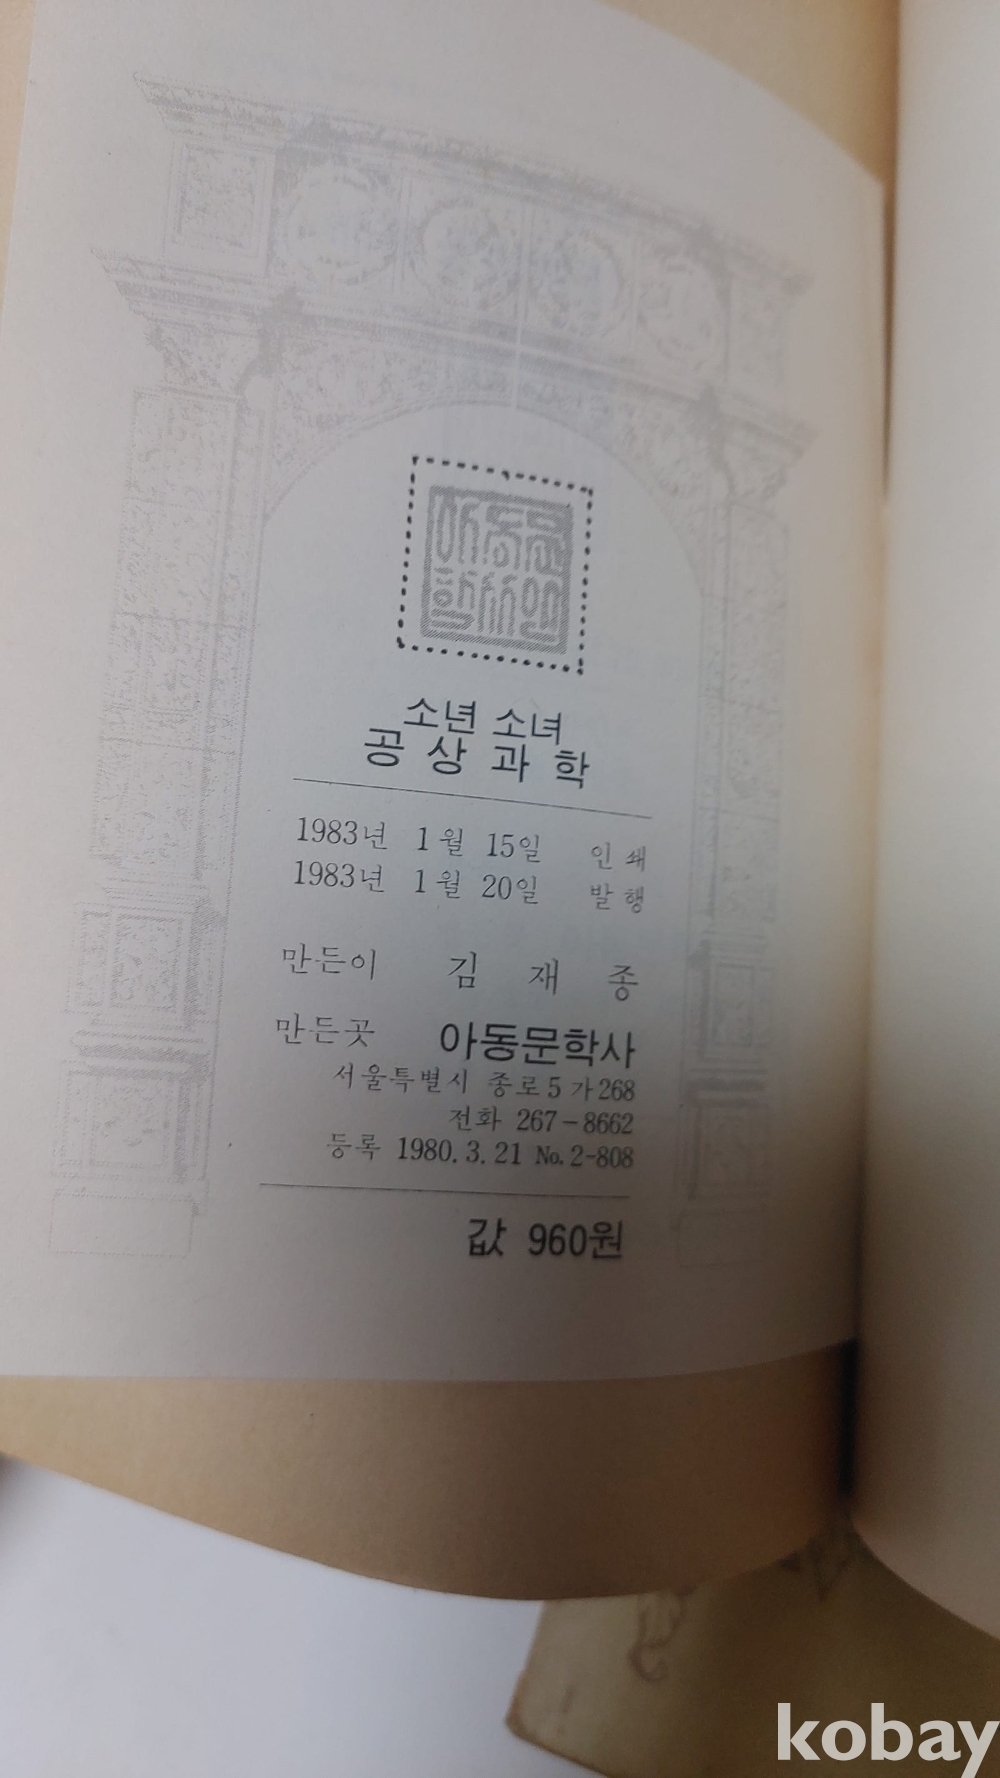 소년 소녀
공상과학
1983년 1월 15일 인쇄
1983년 1월 20일 발행
만든이 김재종
만든곳 아동문학사
서울특별시 종로5가268
전화 267-8662
등록 1980.3.21 No.2-808
값 960원
kobay